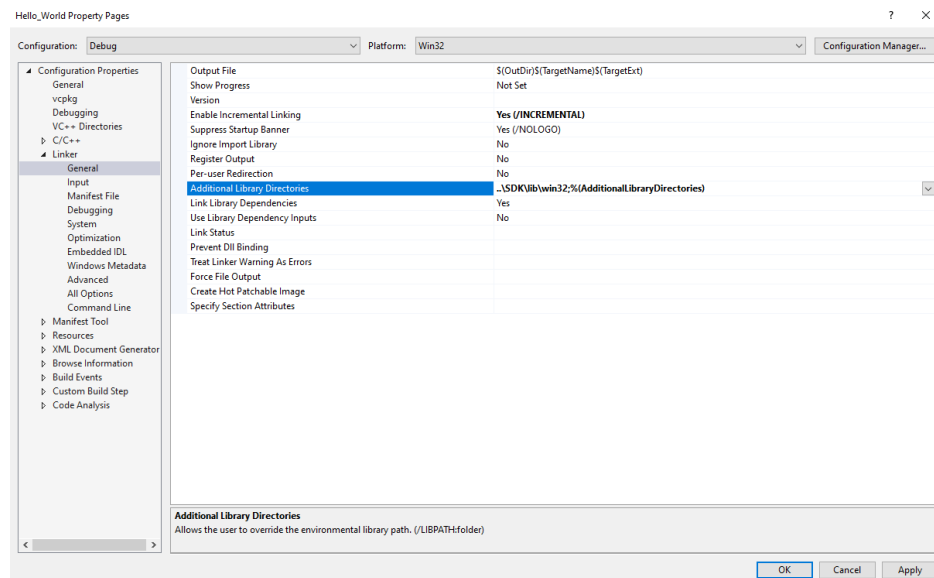 Hello_World Property Pages ? ×
Configuration: Debug Platform: Win32 Configuration Manager...
Configuration Properties
General
vcpkg
Debugging
VC++ Directories
C/C++
Linker
General
Input
Manifest File
Debugging
System
Optimization
Embedded IDL
Windows Metadata
Advanced
All Options
Command Line
Manifest Tool
Resources
XML Document Generator
Browse Information
Build Events
Custom Build Step
Code Analysis
Output File $(OutDir)$(TargetName)$(TargetExt)
Show Progress Not Set
Version
Enable Incremental Linking Yes (/INCREMENTAL)
Suppress Startup Banner Yes (/NOLOGO)
Ignore Import Library No
Register Output No
Per-user Redirection No
Additional Library Directories ..\SDK\lib\win32;%(AdditionalLibraryDirectories)
Link Library Dependencies Yes
Use Library Dependency Inputs No
Link Status
Prevent Dll Binding
Treat Linker Warning As Errors
Force File Output
Create Hot Patchable Image
Specify Section Attributes
Additional Library Directories
Allows the user to override the environmental library path. (/LIBPATH:folder)
OK Cancel Apply